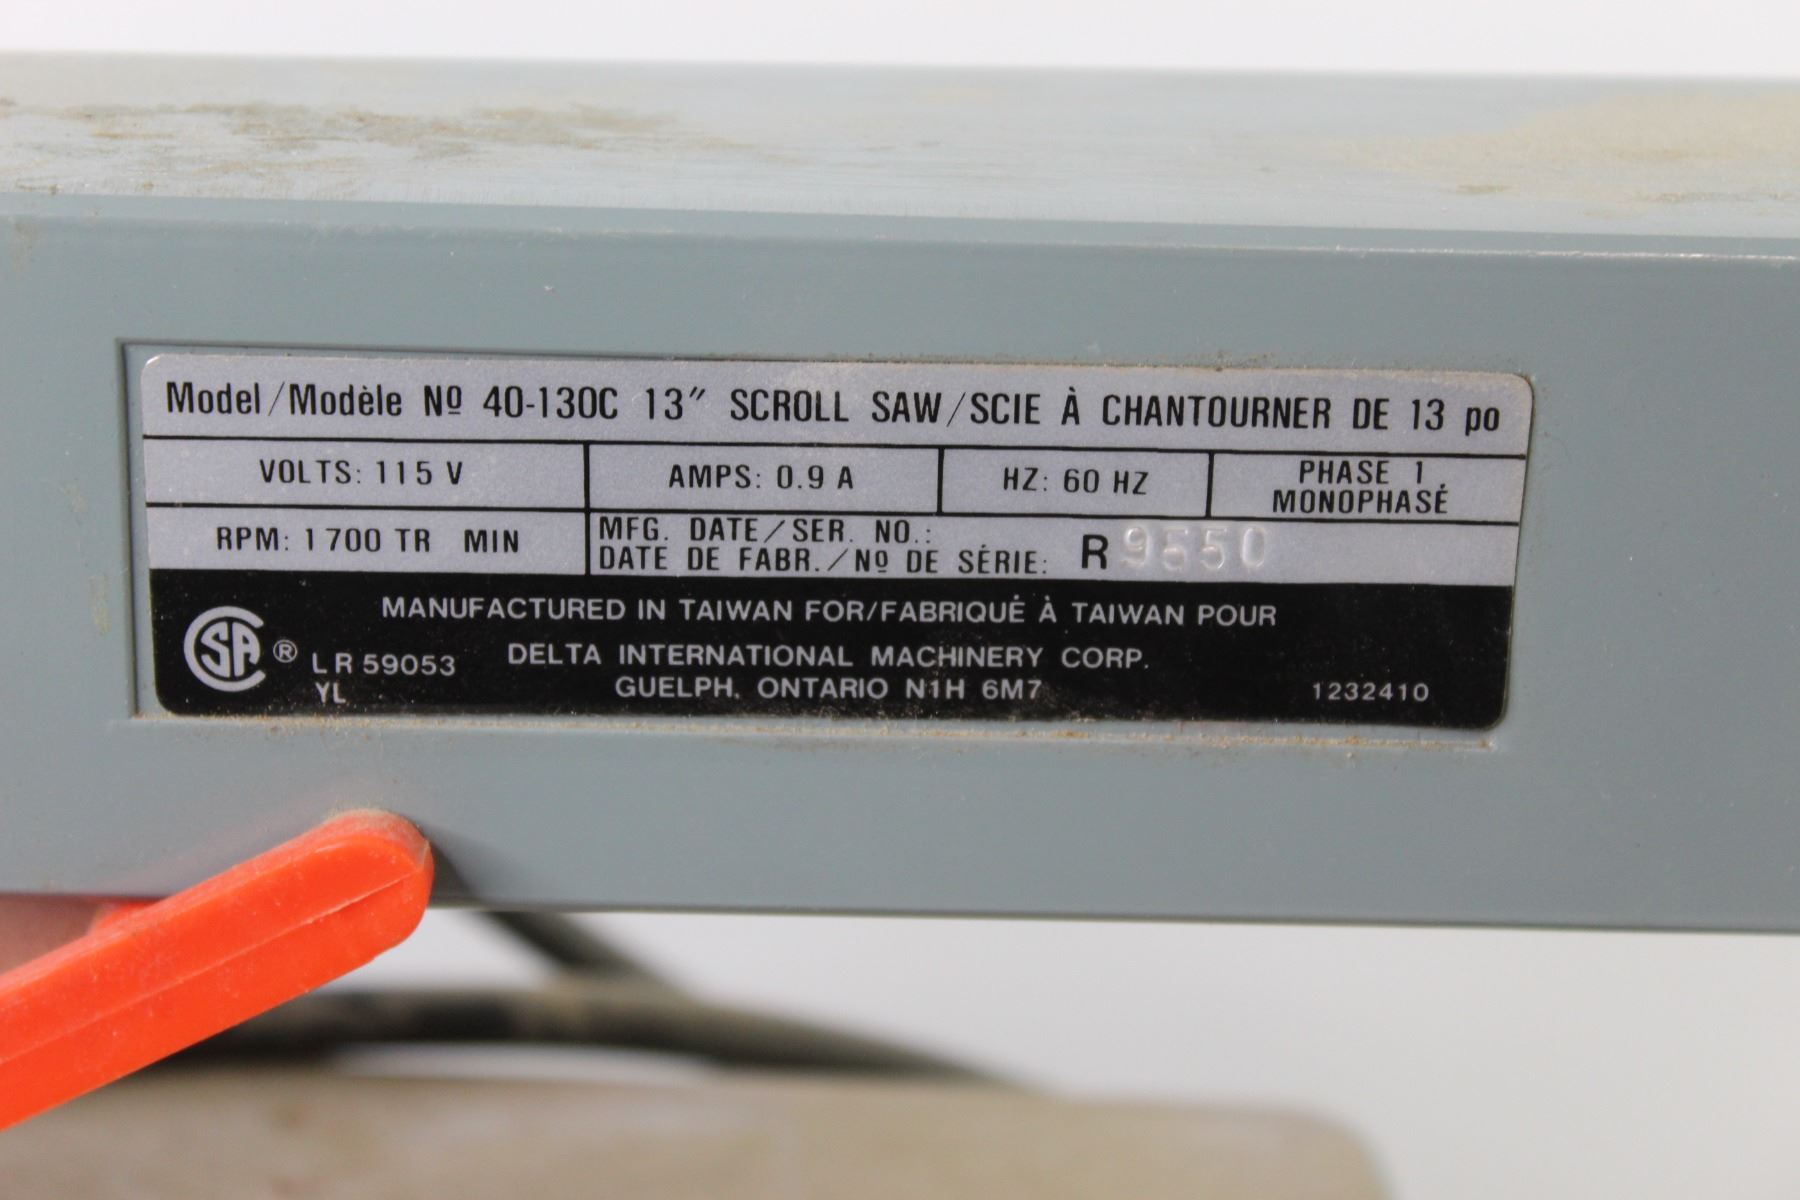 Model/Modèle Nº 40-130C 13" SCROLL SAW/SCIE À CHANTOURNER DE 13 po
VOLTS: 115 V
AMPS: 0.9 A
HZ: 60 HZ
PHASE 1
MONOPHASÉ
RPM: 1700 TR MIN
MFG. DATE/SER. NO.:
DATE DE FABR./Nº DE SÉRIE: R 9550
MANUFACTURED IN TAIWAN FOR/FABRIQUÉ À TAIWAN POUR
DELTA INTERNATIONAL MACHINERY CORP.
GUELPH, ONTARIO N1H 6M7
SA ® LR 59053
YL
1232410